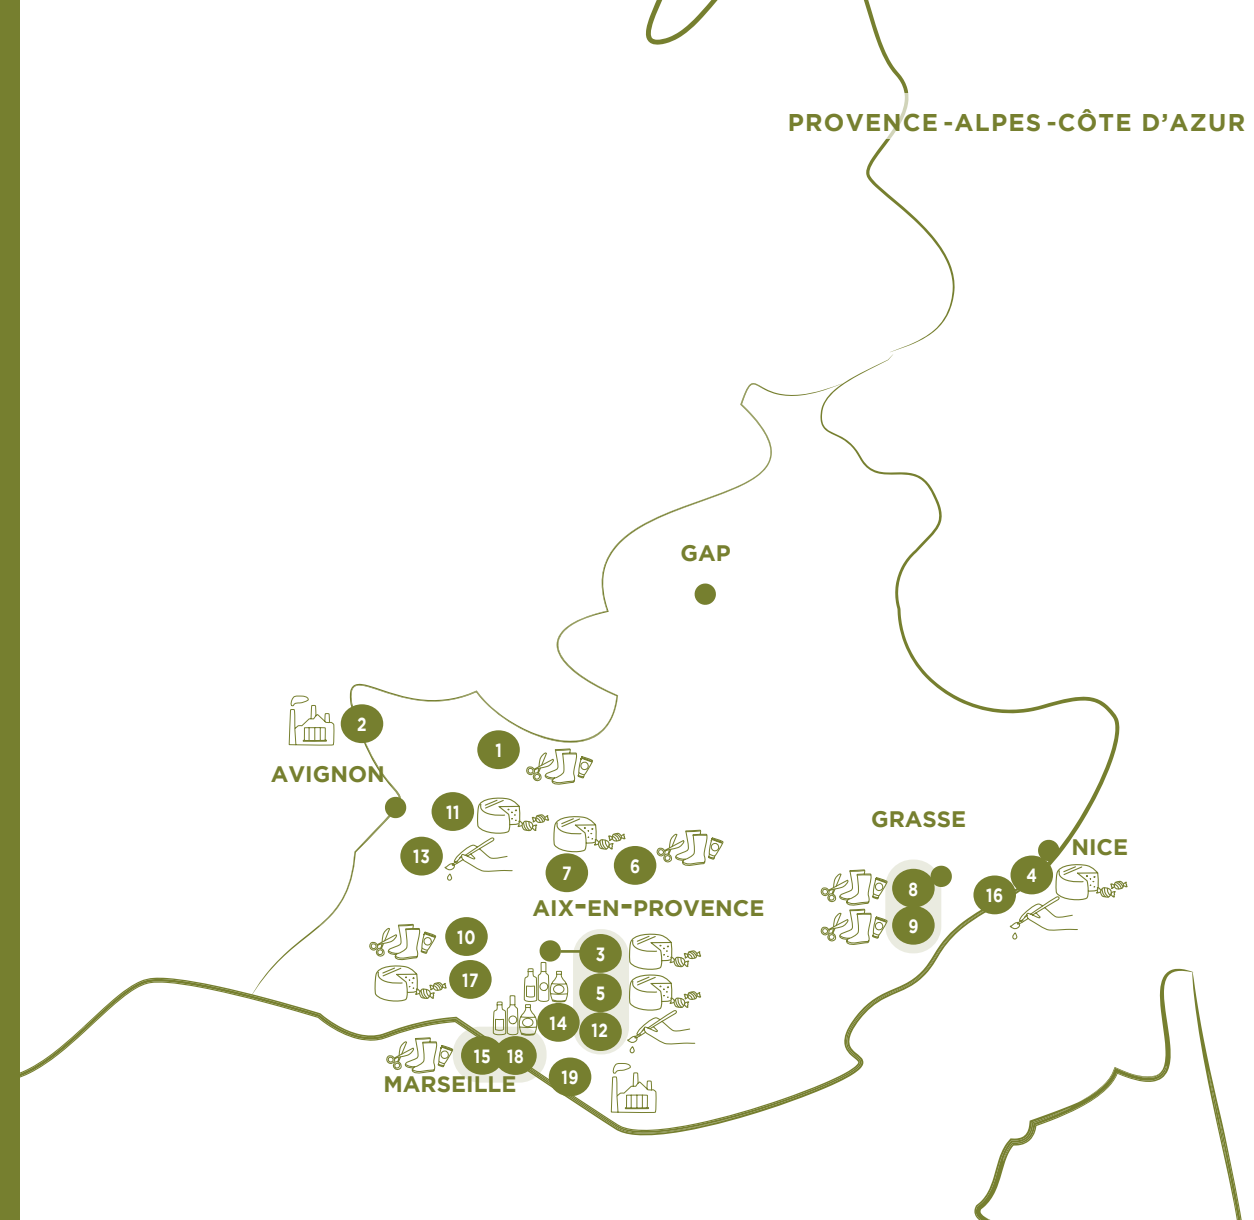 PROVENCE-ALPES-CÔTE D’AZUR
GAP
2
1
AVIGNON
11
GRASSE
13
7
6
NICE
4
8
16
AIX-EN-PROVENCE
9
10
3
17
5
14
12
15
18
19
MARSEILLE